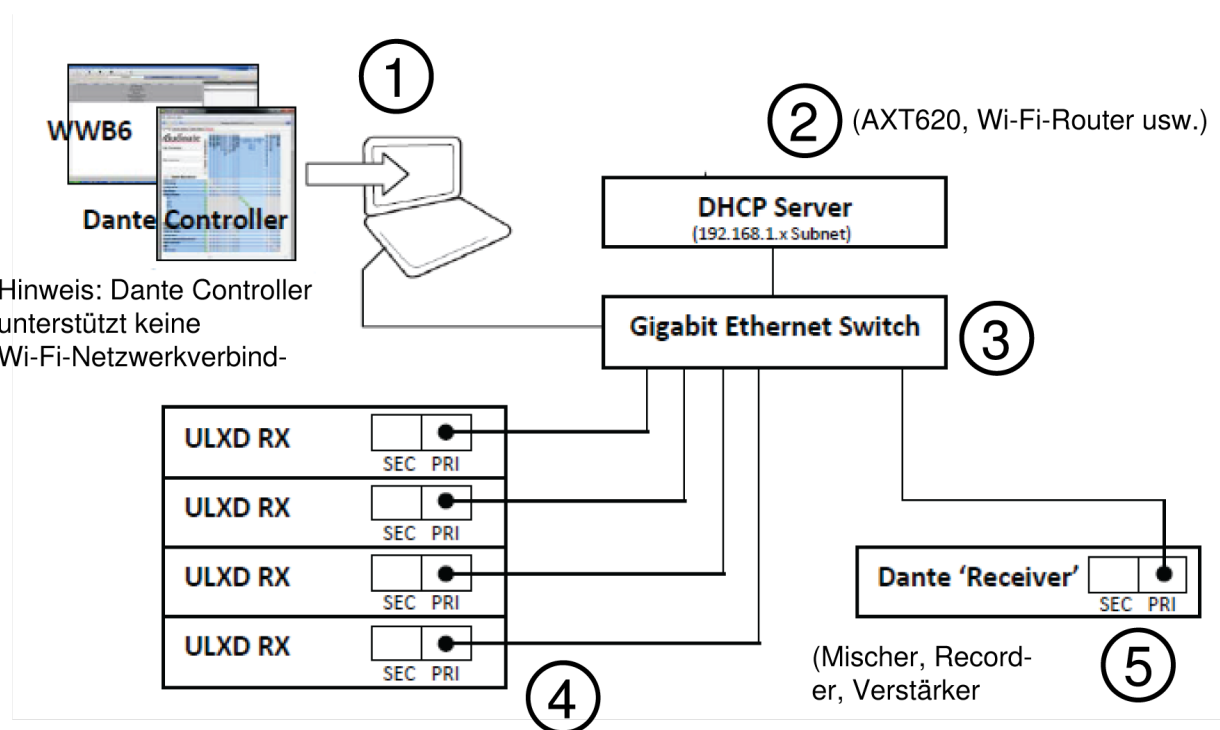 WWB6
Audinate
Dante Controller
Hinweis: Dante Controller
unterstützt keine
Wi-Fi-Netzwerkverbind-
1
2
(AXT620, Wi-Fi-Router usw.)
DHCP Server
(192.168.1.x Subnet)
Gigabit Ethernet Switch
3
ULXD RX
SEC PRI
ULXD RX
SEC PRI
ULXD RX
SEC PRI
ULXD RX
SEC PRI
4
Dante ‘Receiver’
SEC PRI
(Mischer, Record-
er, Verstärker
5